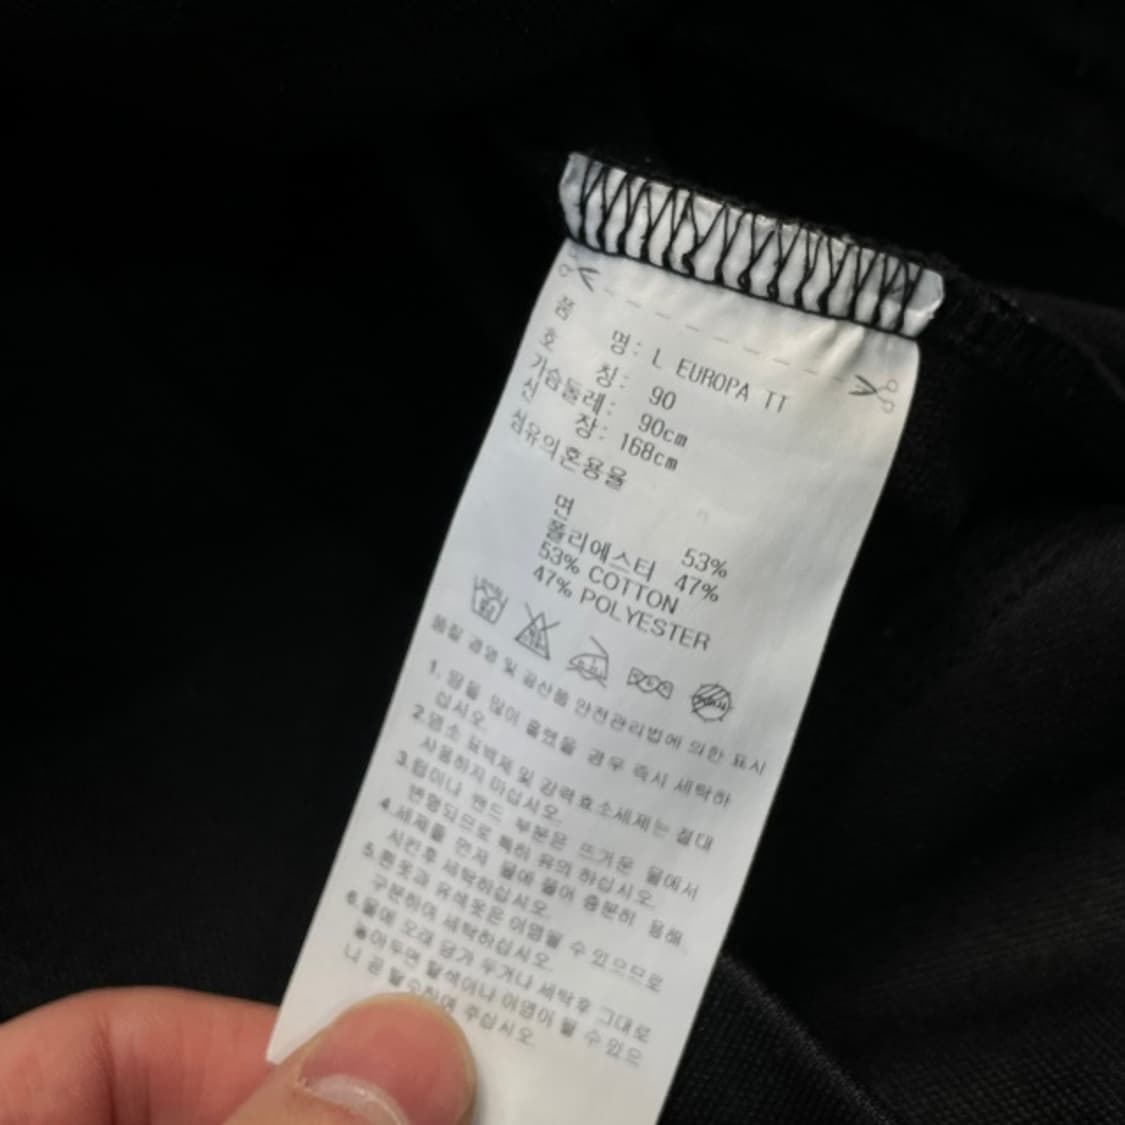 품 명: L EUROPA TT
호 칭: 90
가슴둘레: 90cm
신 장: 168cm
섬유의혼용율
면 53%
폴리에스터 47%
53% COTTON
47% POLYESTER
품질 경영 및 공산품 안전관리법에 의한 표시
1. 땀을 많이 흘렸을 경우 즉시 세탁하
십시오.
2.염소 표백제 및 강력효소세제는 절대
사용하지 마십시오.
3.힘이나 밴드 부분은 뜨거운 물에서
변형되므로 특히 유의 하십시오.
4.세제를 먼저 물에 풀어 충분히 용해
시킨후 세탁하십시오.
5.흰옷과 유색옷은 이염될 수 있으므로
구분하여 세탁하십시오.
6.물에 오래 담가 두거나 세탁후 그대로
놓아두면 탈색이나 이염이 될 수 있으
니 곧 탈수하여 주십시오.